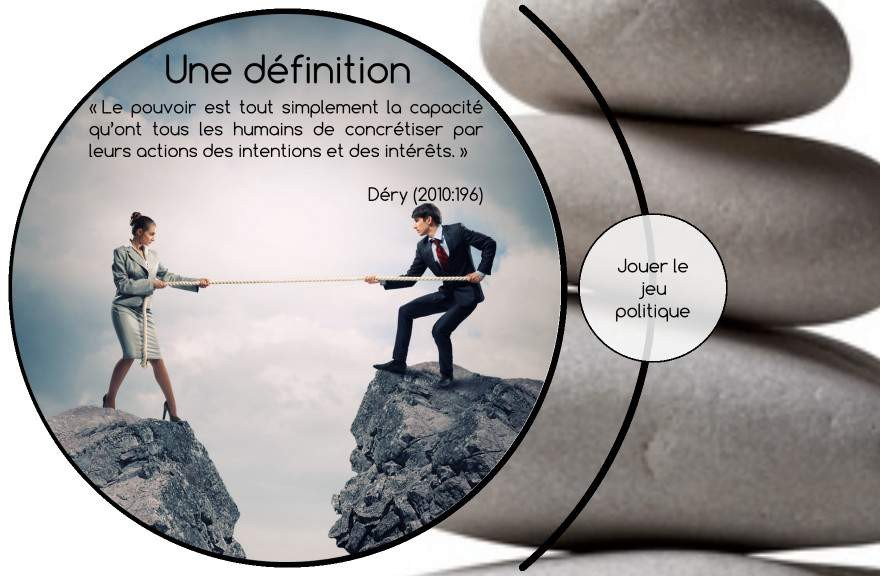 Une définition
« Le pouvoir est tout simplement la capacité
qu'ont tous les humains de concrétiser par
leurs actions des intentions et des intérêts. »
Déry (2010:196)
Jouer le
jeu
politique